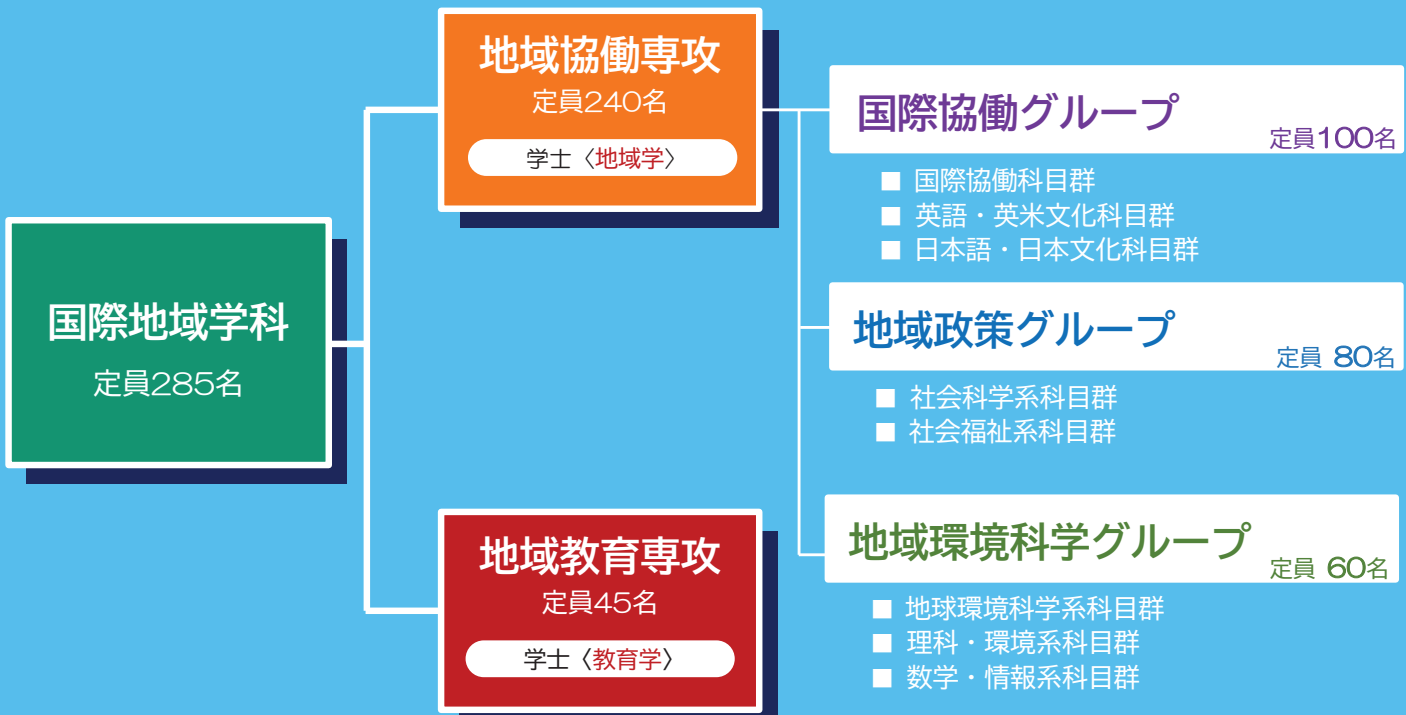 国際地域学科
定員285名
地域協働専攻
定員240名
学士〈地域学〉
国際協働グループ
定員100名
■ 国際協働科目群
■ 英語・英米文化科目群
■ 日本語・日本文化科目群
地域政策グループ
定員 80名
■ 社会科学系科目群
■ 社会福祉系科目群
地域環境科学グループ
定員 60名
■ 地球環境科学系科目群
■ 理科・環境系科目群
■ 数学・情報系科目群
地域教育専攻
定員45名
学士〈教育学〉